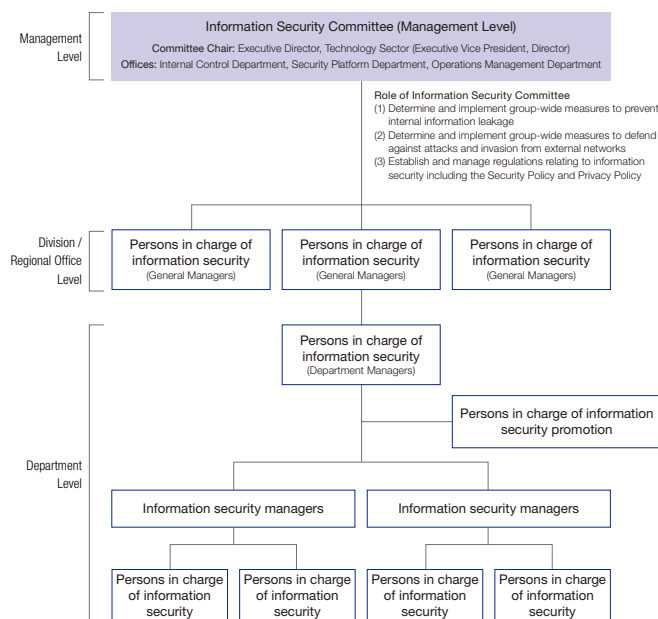 Management
Level
Information Security Committee (Management Level)
Committee Chair: Executive Director, Technology Sector (Executive Vice President, Director)
Offices: Internal Control Department, Security Platform Department, Operations Management Department
Role of Information Security Committee
(1) Determine and implement group-wide measures to prevent
internal information leakage
(2) Determine and implement group-wide measures to defend
against attacks and invasion from external networks
(3) Establish and manage regulations relating to information
security including the Security Policy and Privacy Policy
Division /
Regional Office
Level
Persons in charge of
information security
(General Managers)
Persons in charge of
information security
(General Managers)
Persons in charge of
information security
(General Managers)
Department
Level
Persons in charge of
information security
(Department Managers)
Persons in charge of information
security promotion
Information security managers
Information security managers
Persons in charge
of information
security
Persons in charge
of information
security
Persons in charge
of information
security
Persons in charge
of information
security